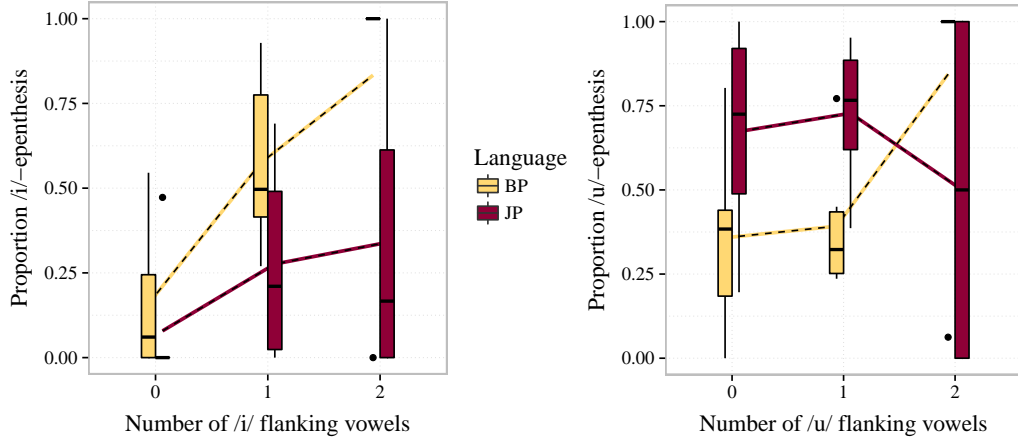 1.00
0.75
0.50
0.25
0.00
Proportion /i/−epenthesis
0
1
2
Number of /i/ flanking vowels
Language
BP
JP
1.00
0.75
0.50
0.25
0.00
Proportion /u/−epenthesis
0
1
2
Number of /u/ flanking vowels